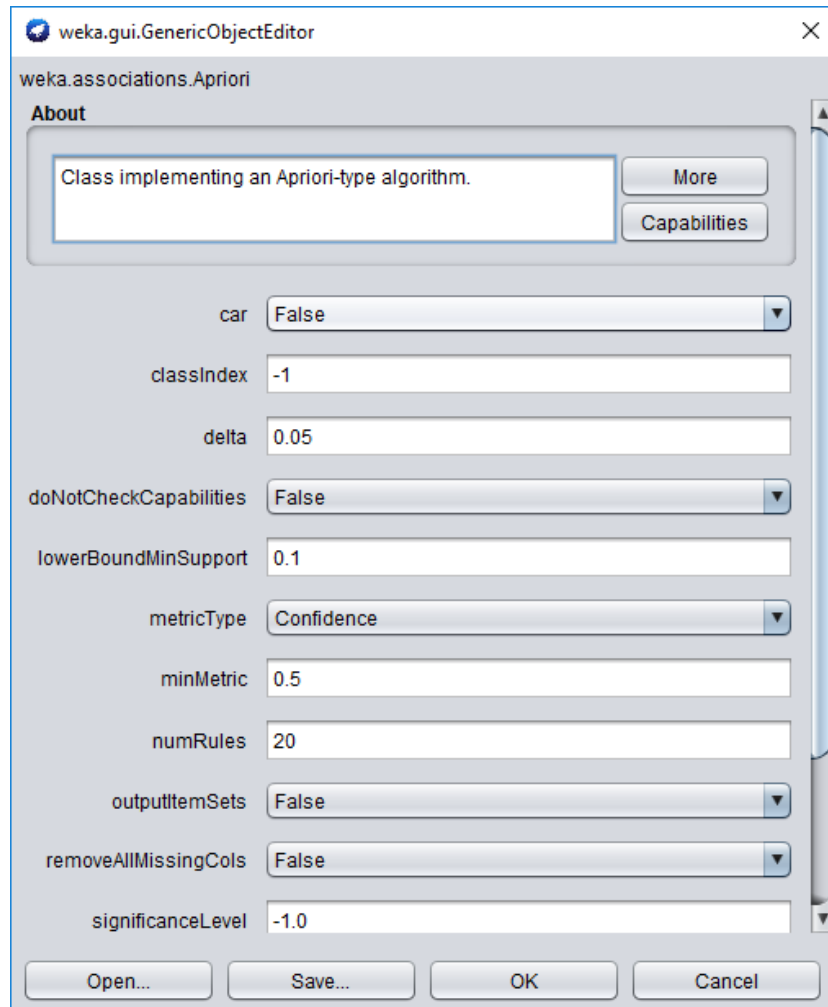 weka.gui.GenericObjectEditor
weka.associations.Apriori
About
Class implementing an Apriori-type algorithm.
More
Capabilities
car False
classIndex -1
delta 0.05
doNotCheckCapabilities False
lowerBoundMinSupport 0.1
metricType Confidence
minMetric 0.5
numRules 20
outputItemSets False
removeAllMissingCols False
significanceLevel -1.0
Open... Save... OK Cancel